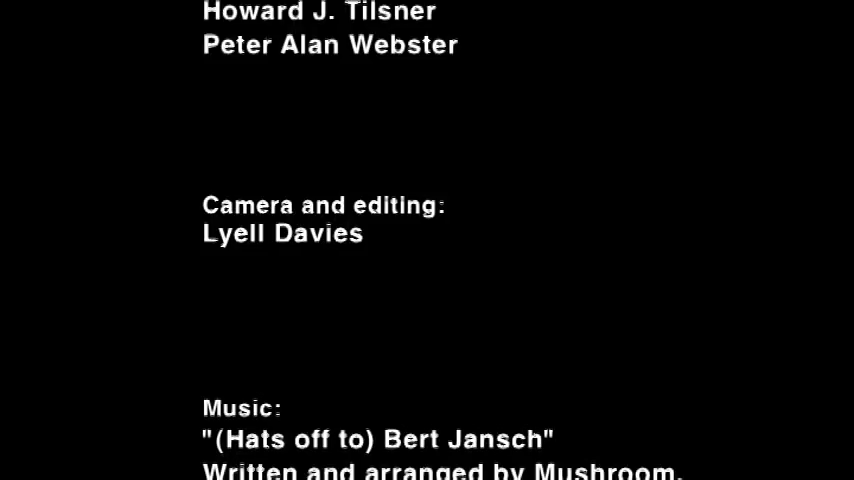 Howard J. Tilsner
Peter Alan Webster
Camera and editing:
Lyell Davies
Music:
"(Hats off to) Bert Jansch"
Written and arranged by Mushroom.